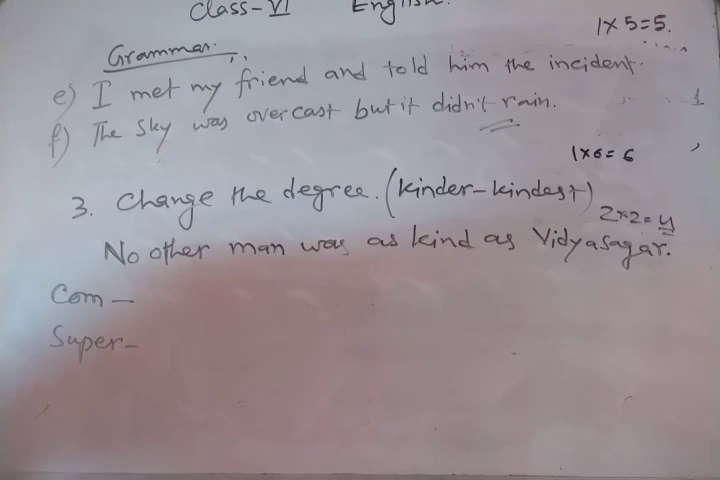 Class-VI English.
1×5=5.
Grammar.
e) I met my friend and told him the incident.
f) The sky was overcast but it didn't rain.
1×6=6
3. Change the degree. (kinder-kindest)
2×2=4
No other man was as kind as Vidyasagar.
Com-
Super-